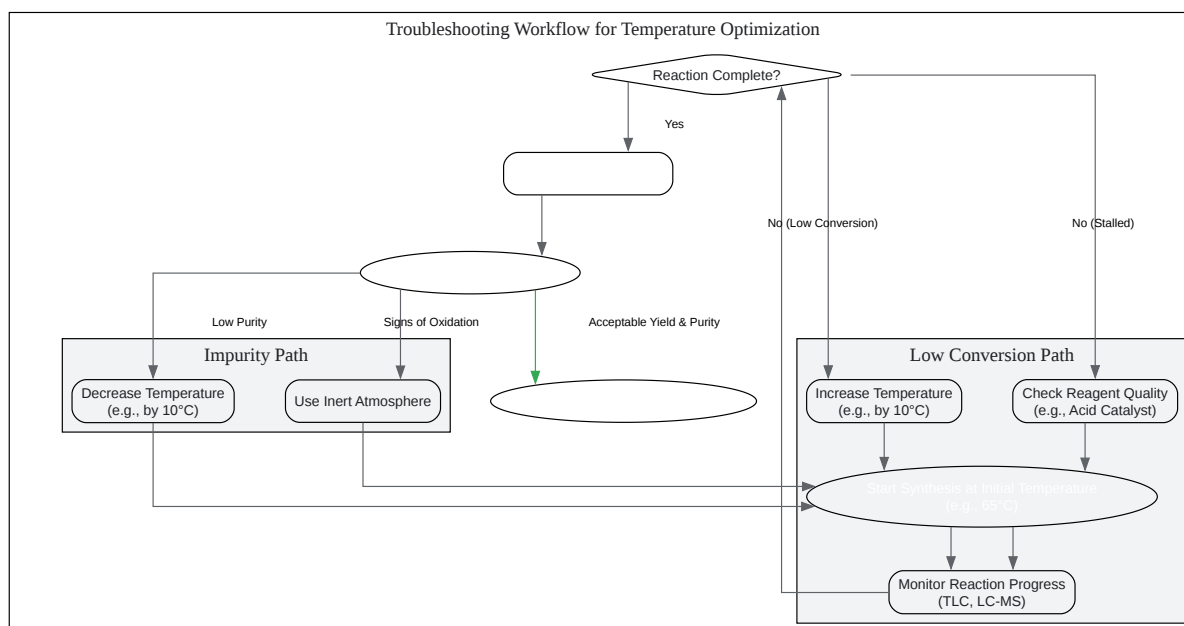 Troubleshooting Workflow for Temperature Optimization
Reaction Complete?
Yes
No (Low Conversion)
No (Stalled)
Low Purity
Signs of Oxidation
Acceptable Yield & Purity
Impurity Path
Low Conversion Path
Decrease Temperature
(e.g., by 10°C)
Use Inert Atmosphere
Increase Temperature
(e.g., by 10°C)
Check Reagent Quality
(e.g., Acid Catalyst)
Start Synthesis at Initial Temperature
(e.g., 65°C)
Monitor Reaction Progress
(TLC, LC-MS)